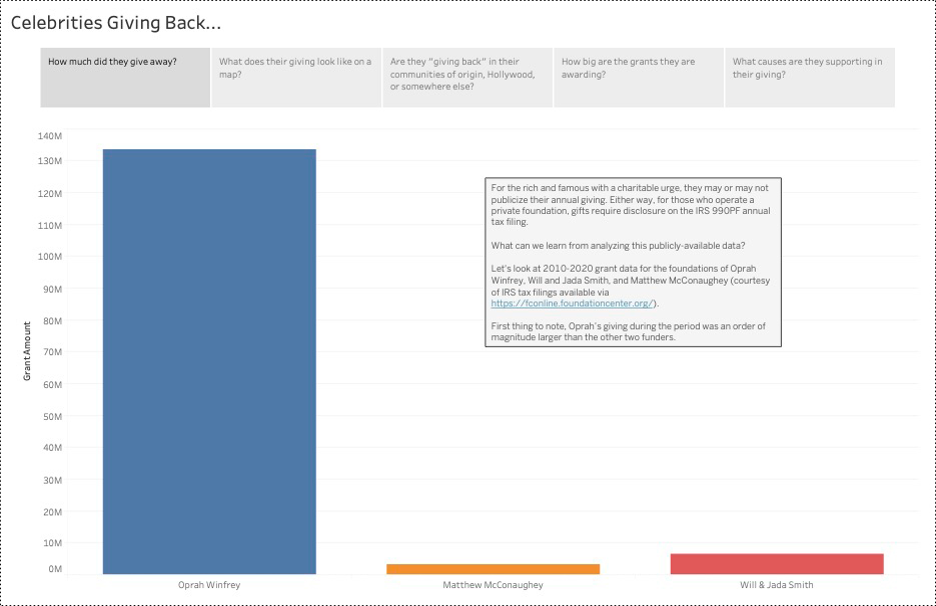 Celebrities Giving Back...
How much did they give away?
What does their giving look like on a
map?
Are they "giving back" in their
communities of origin, Hollywood,
or somewhere else?
How big are the grants they are
awarding?
What causes are they supporting in
their giving?
140M
130M
120M
110M
100M
90M
80M
70M
60M
50M
40M
30M
20M
10M
0M
Grant Amount
For the rich and famous with a charitable urge, they may or may not
publicize their annual giving. Either way, for those who operate a
private foundation, gifts require disclosure on the IRS 990PF annual
tax filing.
What can we learn from analyzing this publicly-available data?
Let's look at 2010-2020 grant data for the foundations of Oprah
Winfrey, Will and Jada Smith, and Matthew McConaughey (courtesy
of IRS tax filings available via
https://fconline.foundationcenter.org/).
First thing to note, Oprah's giving during the period was an order of
magnitude larger than the other two funders.
Oprah Winfrey
Matthew McConaughey
Will & Jada Smith